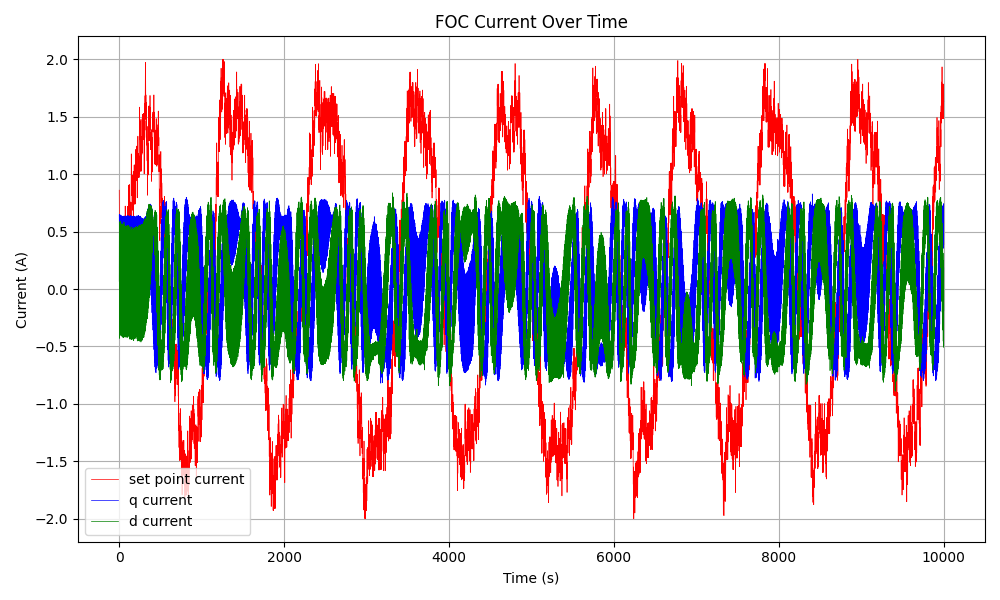 FOC Current Over Time
2.0
1.5
1.0
0.5
0.0
−0.5
−1.0
−1.5
−2.0
Current (A)
set point current
q current
d current
0
2000
4000
6000
8000
10000
Time (s)